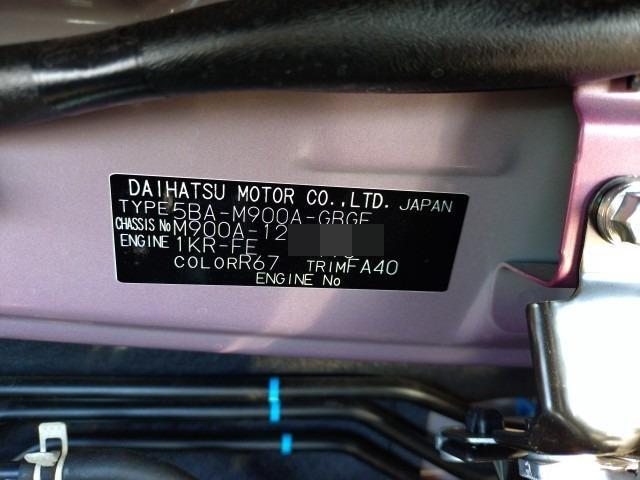 DAIHATSU MOTOR CO.,LTD. JAPAN
TYPE 5BA-M900A-GBGE
CHASSIS No M900A-12
ENGINE 1KR-FE
COLOR R67 TRIM FA40
ENGINE No